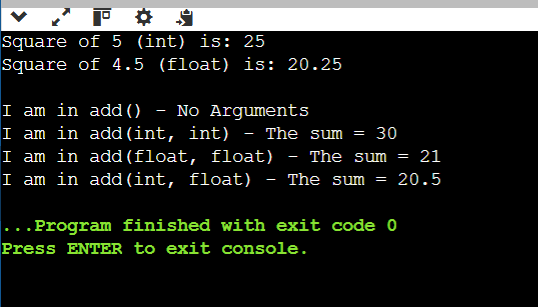 Square of 5 (int) is: 25
Square of 4.5 (float) is: 20.25
I am in add() - No Arguments
I am in add(int, int) - The sum = 30
I am in add(float, float) - The sum = 21
I am in add(int, float) - The sum = 20.5
...Program finished with exit code 0
Press ENTER to exit console.